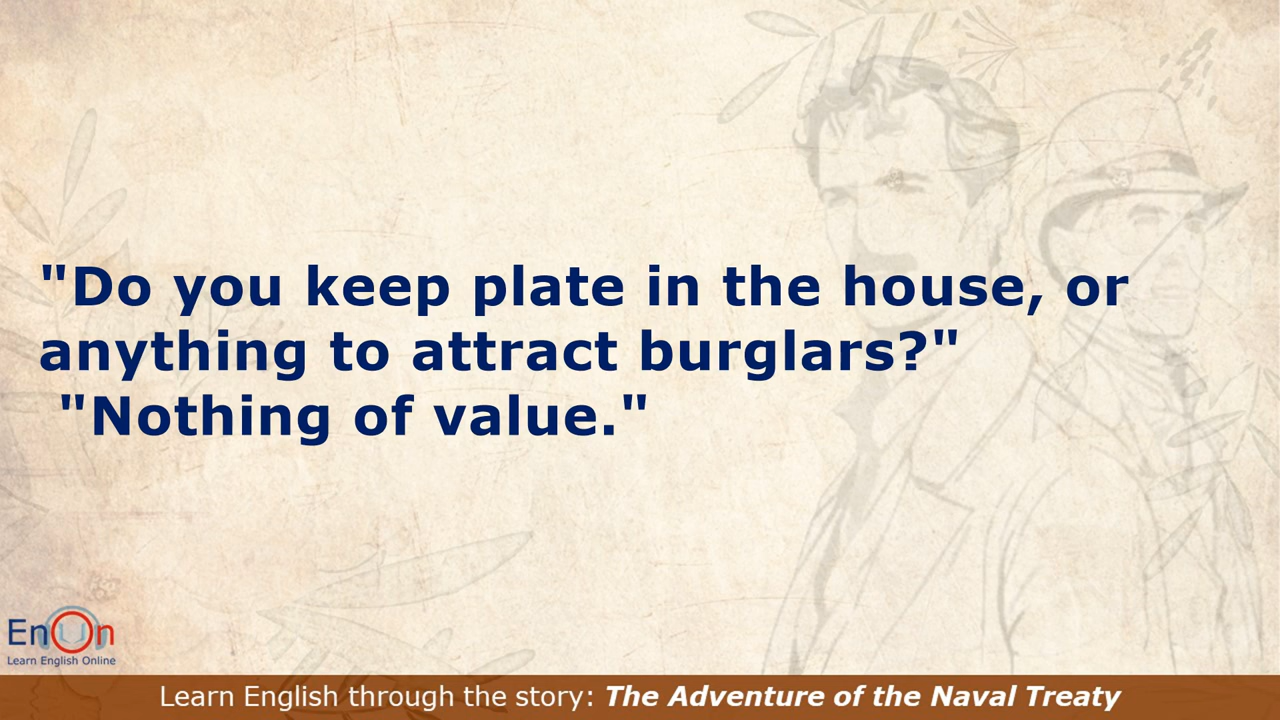 "Do you keep plate in the house, or
anything to attract burglars?"
"Nothing of value."
EnOn
Learn English Online
Learn English through the story: The Adventure of the Naval Treaty